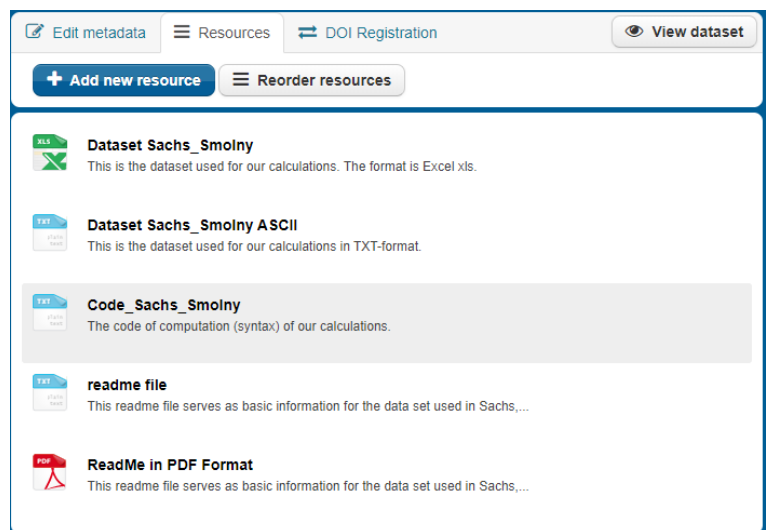 Edit metadata
Resources
DOI Registration
View dataset
Add new resource
Reorder resources
XLS
Dataset Sachs_Smolny
This is the dataset used for our calculations. The format is Excel xls.
TXT
Dataset Sachs_Smolny ASCII
This is the dataset used for our calculations in TXT-format.
TXT
Code_Sachs_Smolny
The code of computation (syntax) of our calculations.
TXT
readme file
This readme file serves as basic information for the data set used in Sachs,...
PDF
ReadMe in PDF Format
This readme file serves as basic information for the data set used in Sachs,...